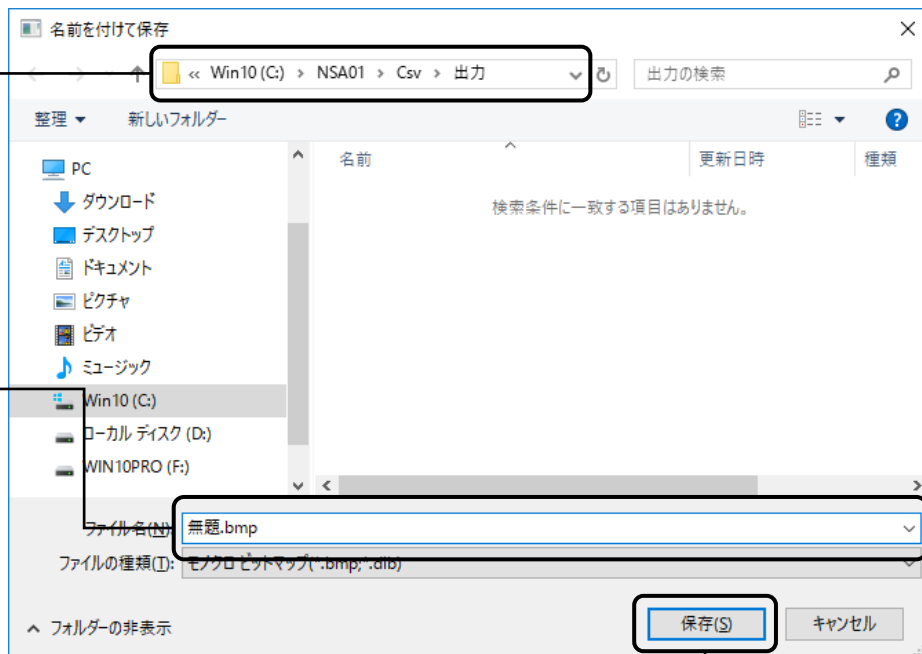 名前を付けて保存
« Win10 (C:) › NSA01 › Csv › 出力
出力の検索
整理 新しいフォルダー
名前 更新日時 種類
検索条件に一致する項目はありません。
PC
ダウンロード
デスクトップ
ドキュメント
ピクチャ
ビデオ
ミュージック
Win10 (C:)
ローカル ディスク (D:)
WIN10PRO (F:)
ファイル名(N): 無題.bmp
ファイルの種類(T): モノクロ ビットマップ(*.bmp;*.dib)
フォルダーの非表示
保存(S) キャンセル